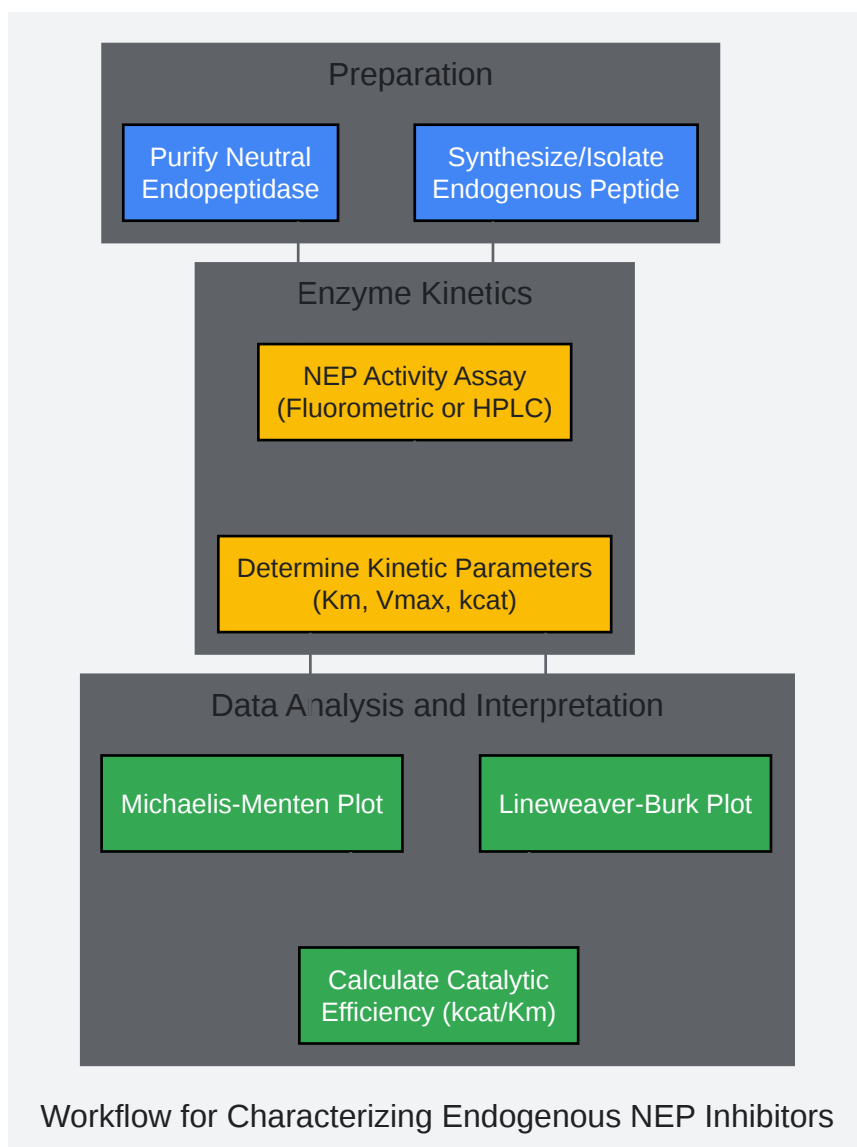 Preparation
Purify Neutral
Endopeptidase
Synthesize/Isolate
Endogenous Peptide
Enzyme Kinetics
NEP Activity Assay
(Fluorometric or HPLC)
Determine Kinetic Parameters
(Km, Vmax, kcat)
Data Analysis and Interpretation
Michaelis-Menten Plot
Lineweaver-Burk Plot
Calculate Catalytic
Efficiency (kcat/Km)
Workflow for Characterizing Endogenous NEP Inhibitors